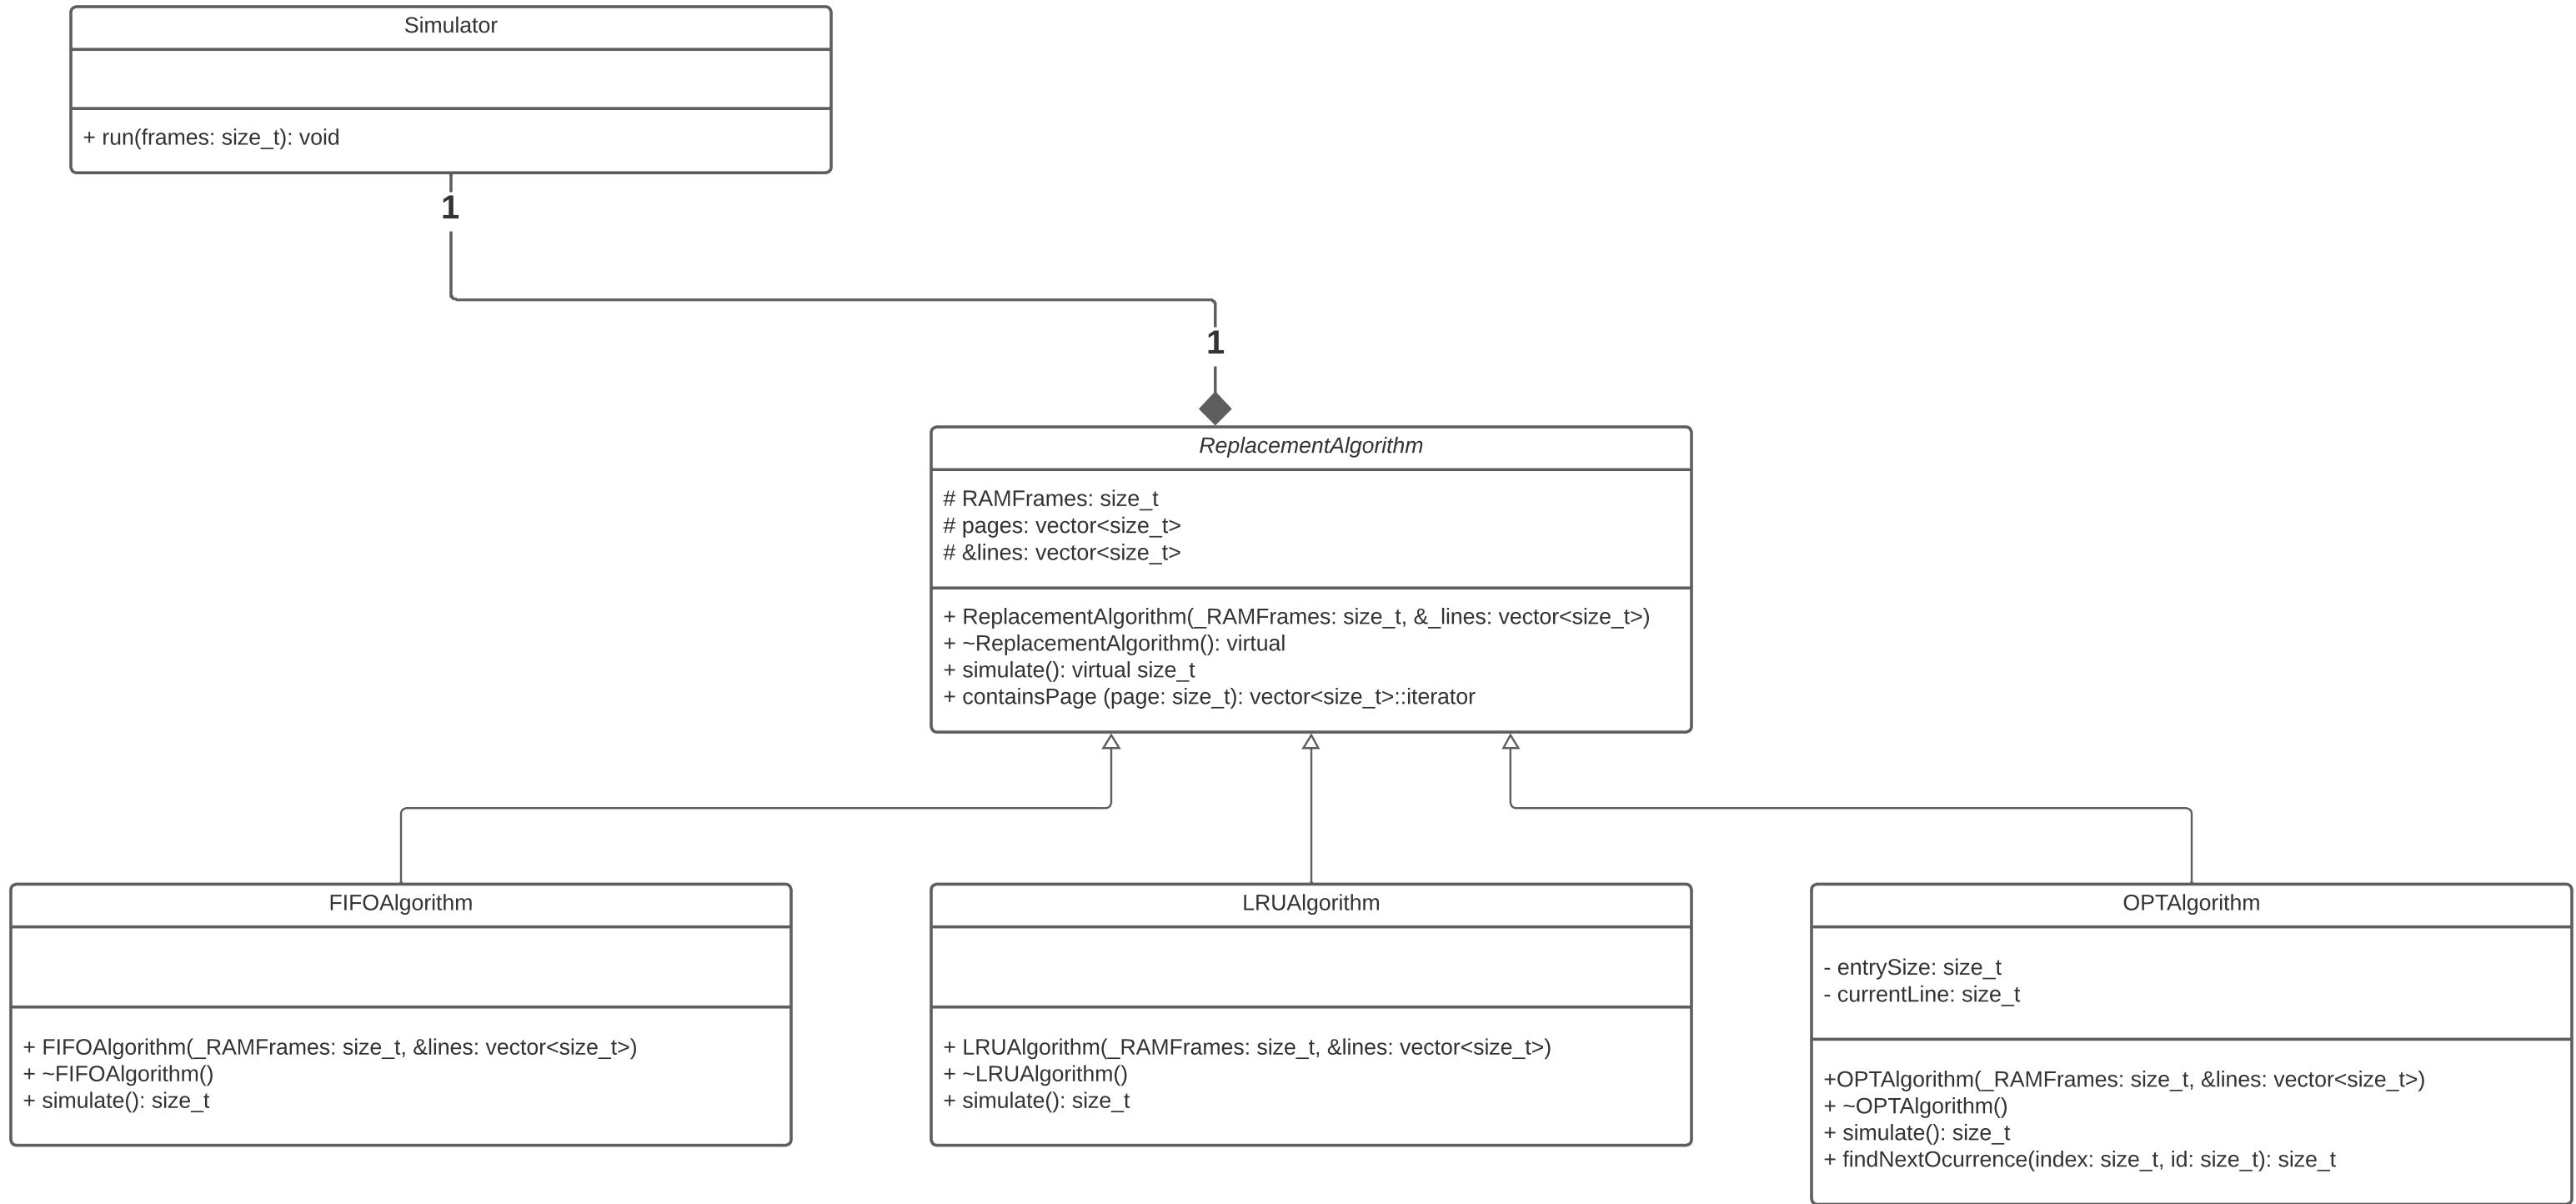 Simulator
+ run(frames: size_t): void
1
1
ReplacementAlgorithm
# RAMFrames: size_t
# pages: vector<size_t>
# &lines: vector<size_t>
+ ReplacementAlgorithm(_RAMFrames: size_t, &_lines: vector<size_t>)
+ ~ReplacementAlgorithm(): virtual
+ simulate(): virtual size_t
+ containsPage (page: size_t): vector<size_t>::iterator
FIFOAlgorithm
+ FIFOAlgorithm(_RAMFrames: size_t, &lines: vector<size_t>)
+ ~FIFOAlgorithm()
+ simulate(): size_t
LRUAlgorithm
+ LRUAlgorithm(_RAMFrames: size_t, &lines: vector<size_t>)
+ ~LRUAlgorithm()
+ simulate(): size_t
OPTAlgorithm
- entrySize: size_t
- currentLine: size_t
+OPTAlgorithm(_RAMFrames: size_t, &lines: vector<size_t>)
+ ~OPTAlgorithm()
+ simulate(): size_t
+ findNextOcurrence(index: size_t, id: size_t): size_t